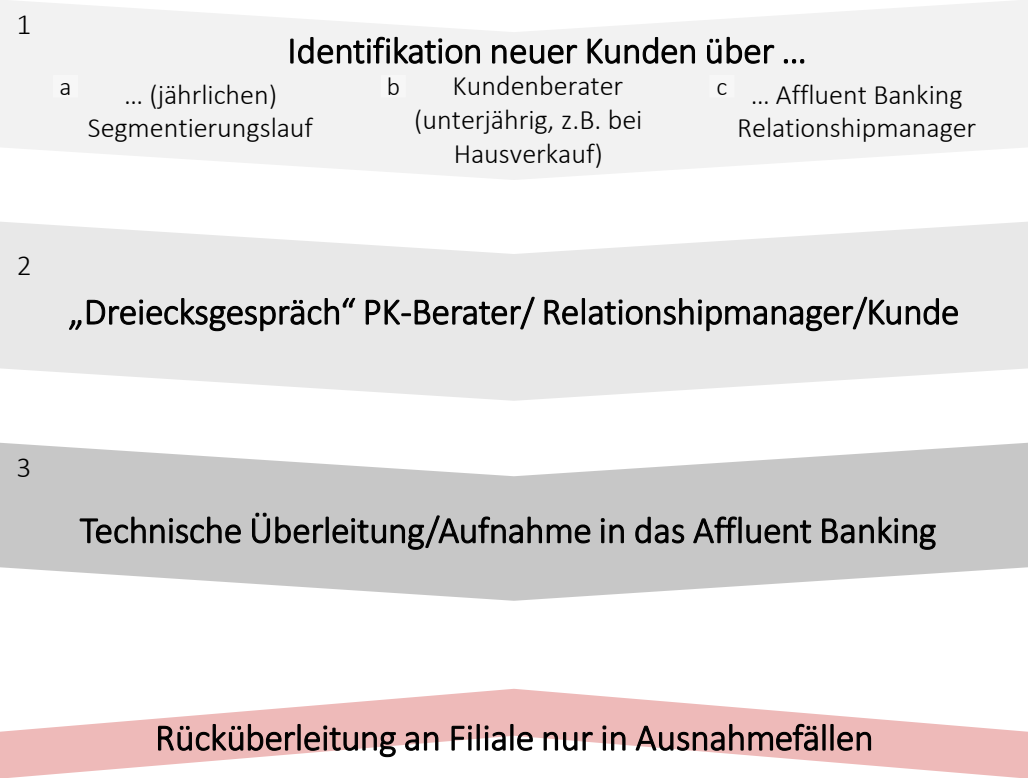 1
Identifikation neuer Kunden über ...
a
... (jährlichen)
Segmentierungslauf
b
Kundenberater
(unterjährig, z.B. bei
Hausverkauf)
c
... Affluent Banking
Relationshipmanager
2
„Dreiecksgespräch“ PK-Berater/ Relationshipmanager/Kunde
3
Technische Überleitung/Aufnahme in das Affluent Banking
Rücküberleitung an Filiale nur in Ausnahmefällen